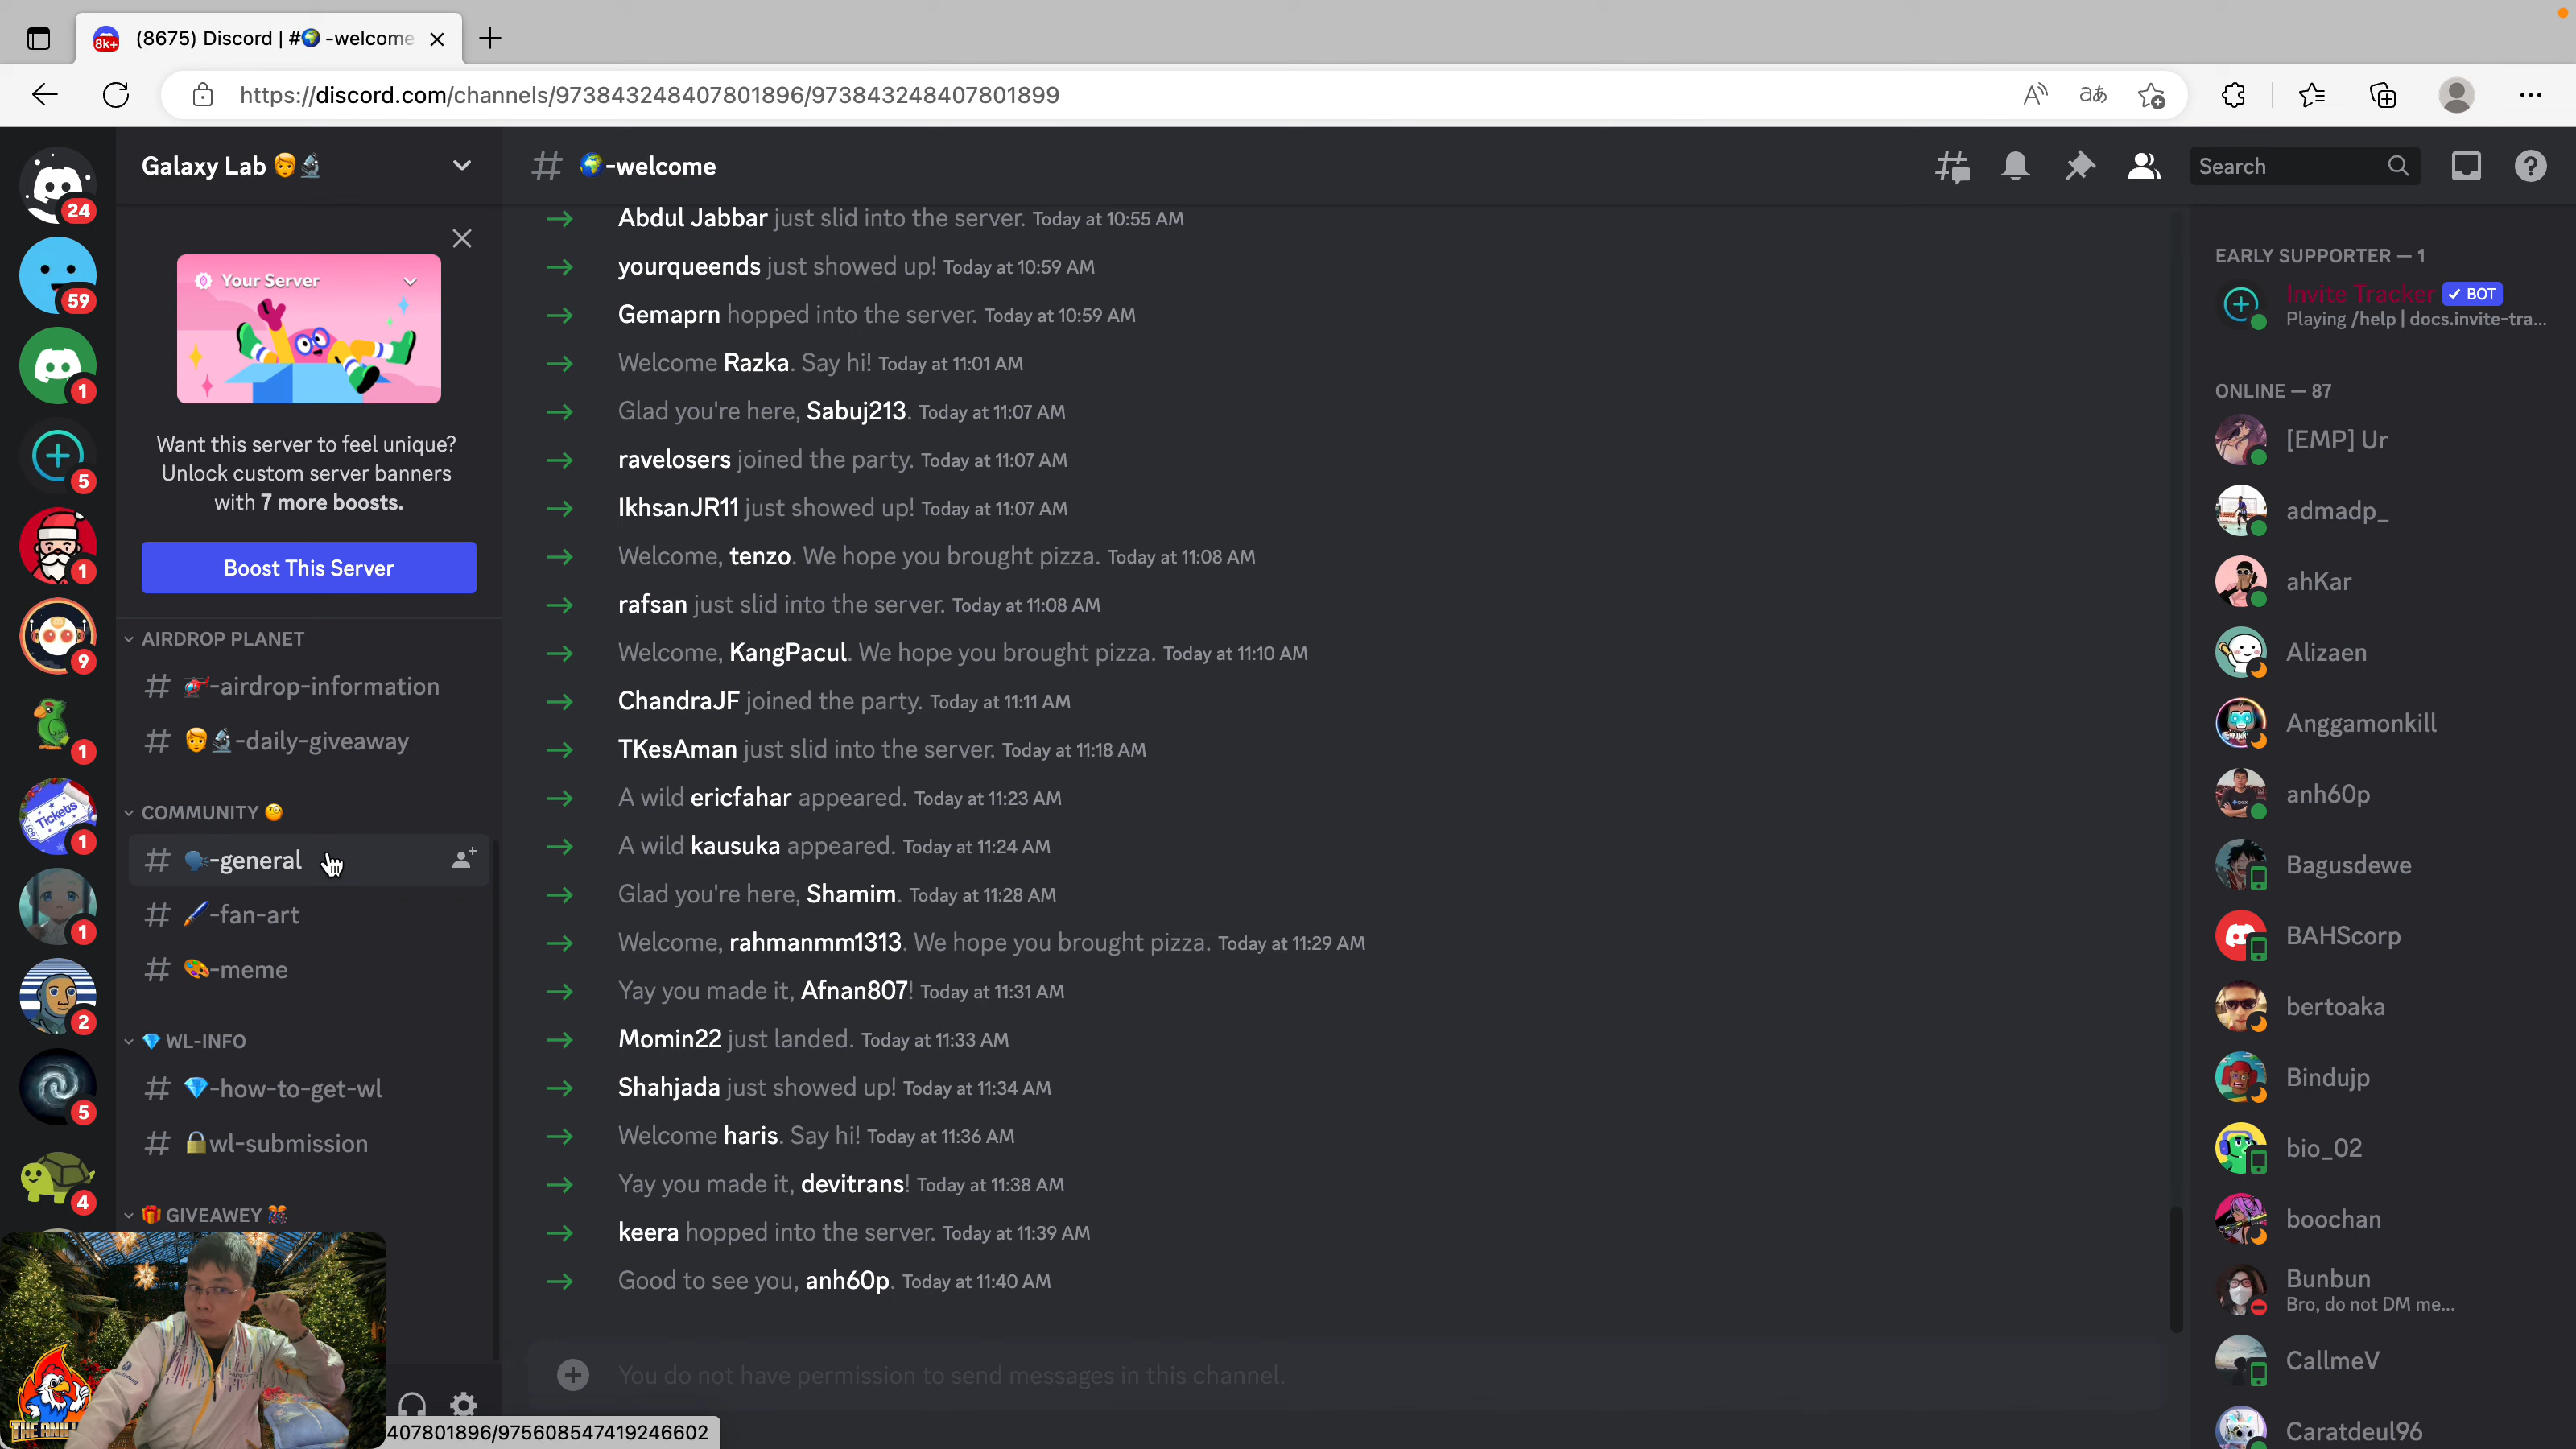 (8675) Discord | #🌍-welcome
8k+
https://discord.com/channels/973843248407801896/973843248407801899
24
59
1
5
1
9
1
1
1
2
5
4
Galaxy Lab 👨‍🔬
Your Server
Want this server to feel unique?
Unlock custom server banners
with 7 more boosts.
Boost This Server
AIRDROP PLANET
# 🚁-airdrop-information
# 👨‍🔬-daily-giveaway
COMMUNITY 🧐
# 🗣-general
# 🖌-fan-art
# 🎨-meme
💎 WL-INFO
# 💎-how-to-get-wl
# 🔒wl-submission
🎁 GIVEAWEY 🎊
Tickets
407801896/975608547419246602
# 🌍-welcome
Search
Abdul Jabbar just slid into the server. Today at 10:55 AM
yourqueends just showed up! Today at 10:59 AM
Gemaprn hopped into the server. Today at 10:59 AM
Welcome Razka. Say hi! Today at 11:01 AM
Glad you're here, Sabuj213. Today at 11:07 AM
ravelosers joined the party. Today at 11:07 AM
IkhsanJR11 just showed up! Today at 11:07 AM
Welcome, tenzo. We hope you brought pizza. Today at 11:08 AM
rafsan just slid into the server. Today at 11:08 AM
Welcome, KangPacul. We hope you brought pizza. Today at 11:10 AM
ChandraJF joined the party. Today at 11:11 AM
TKesAman just slid into the server. Today at 11:18 AM
A wild ericfahar appeared. Today at 11:23 AM
A wild kausuka appeared. Today at 11:24 AM
Glad you're here, Shamim. Today at 11:28 AM
Welcome, rahmanmm1313. We hope you brought pizza. Today at 11:29 AM
Yay you made it, Afnan807! Today at 11:31 AM
Momin22 just landed. Today at 11:33 AM
Shahjada just showed up! Today at 11:34 AM
Welcome haris. Say hi! Today at 11:36 AM
Yay you made it, devitrans! Today at 11:38 AM
keera hopped into the server. Today at 11:39 AM
Good to see you, anh60p. Today at 11:40 AM
You do not have permission to send messages in this channel.
EARLY SUPPORTER — 1
Invite Tracker ✓ BOT
Playing /help | docs.invite-tra...
ONLINE — 87
[EMP] Ur
admadp_
ahKar
Alizaen
Anggamonkill
anh60p
Bagusdewe
BAHScorp
bertoaka
Bindujp
bio_02
boochan
Bunbun
Bro, do not DM me...
CallmeV
Caratdeul96